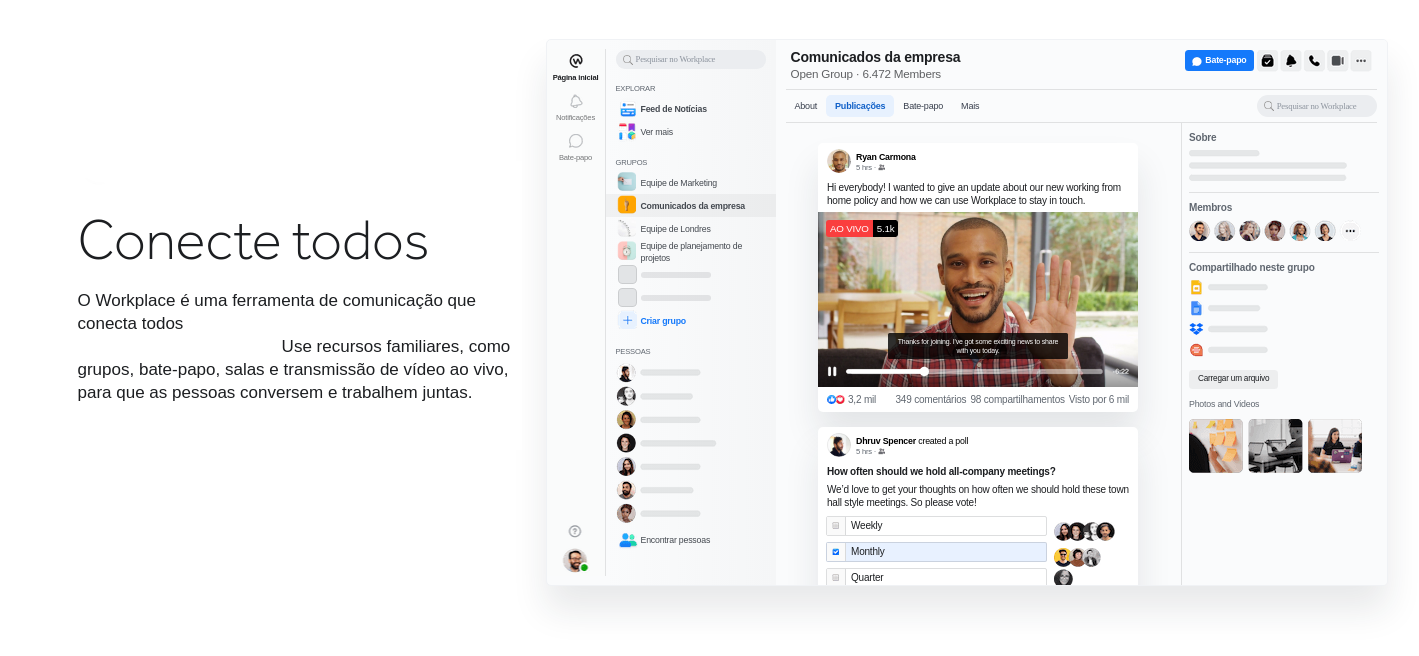 Conecte todos
O Workplace é uma ferramenta de comunicação que
conecta todos
Use recursos familiares, como
grupos, bate-papo, salas e transmissão de vídeo ao vivo,
para que as pessoas conversem e trabalhem juntas.
Página inicial
Notificações
Bate-papo
Pesquisar no Workplace
EXPLORAR
Feed de Notícias
Ver mais
GRUPOS
Equipe de Marketing
Comunicados da empresa
Equipe de Londres
Equipe de planejamento de
projetos
Criar grupo
PESSOAS
Encontrar pessoas
Comunicados da empresa
Open Group · 6.472 Members
Bate-papo
About Publicações Bate-papo Mais
Pesquisar no Workplace
Ryan Carmona
5 hrs ·
Hi everybody! I wanted to give an update about our new working from
home policy and how we can use Workplace to stay in touch.
AO VIVO 5.1k
Thanks for joining. I've got some exciting news to share
with you today.
-6:22
3,2 mil 349 comentários 98 compartilhamentos Visto por 6 mil
Dhruv Spencer created a poll
5 hrs ·
How often should we hold all-company meetings?
We'd love to get your thoughts on how often we should hold these town
hall style meetings. So please vote!
Weekly
Monthly
Quarter
Sobre
Membros
Compartilhado neste grupo
Carregar um arquivo
Photos and Videos